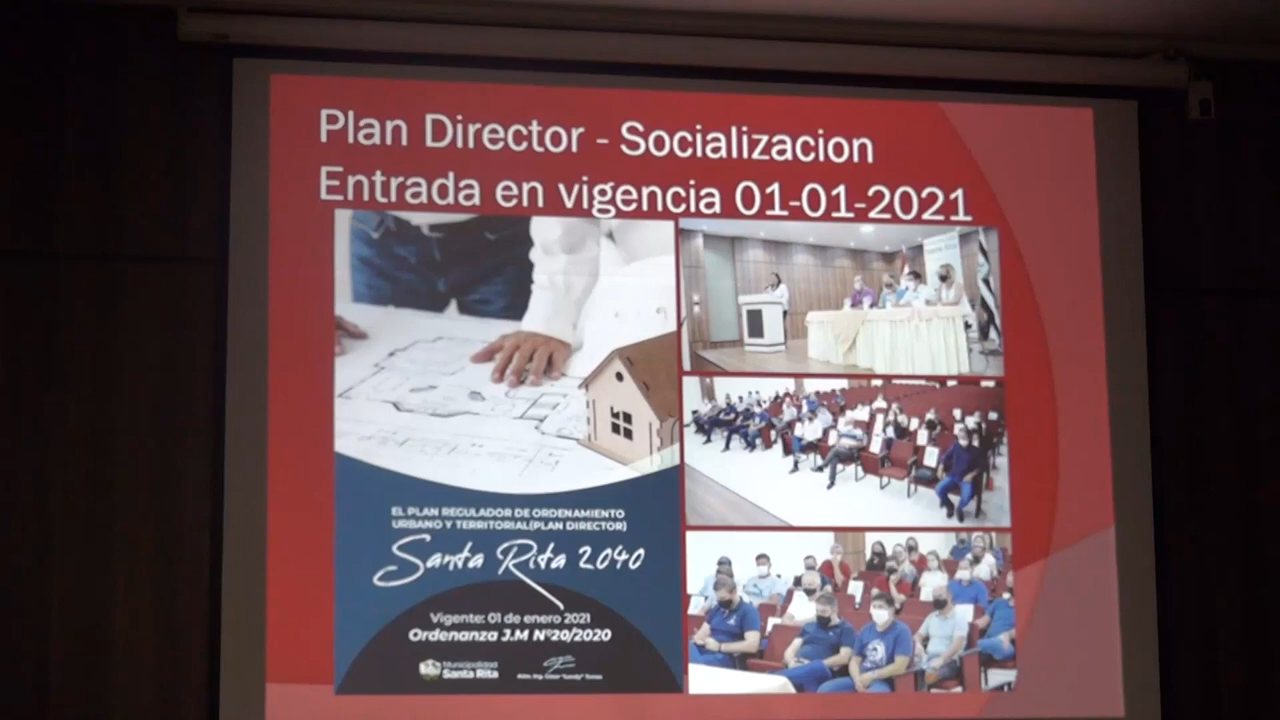 Plan Director - Socializacion
Entrada en vigencia 01-01-2021
EL PLAN REGULADOR DE ORDENAMIENTO
URBANO Y TERRITORIAL(PLAN DIRECTOR)
Santa Rita 2040
Vigente: 01 de enero 2021
Ordenanza J.M Nº20/2020
Municipalidad
Santa Rita